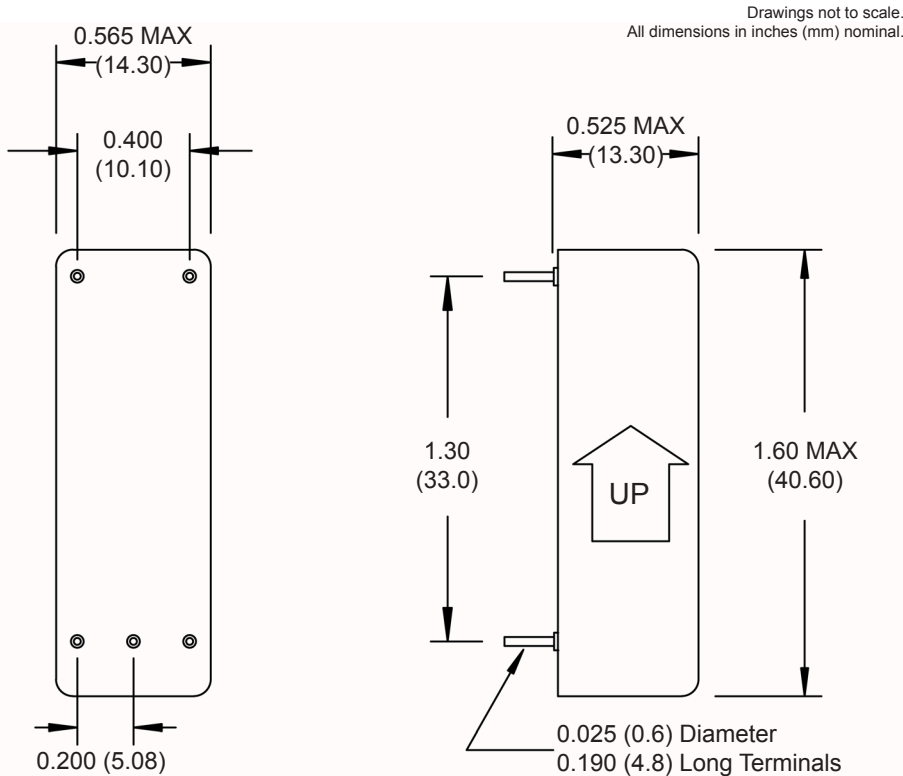 Drawings not to scale.
All dimensions in inches (mm) nominal.
0.565 MAX
(14.30)
0.400
(10.10)
0.525 MAX
(13.30)
1.30
(33.0)
UP
1.60 MAX
(40.60)
0.200 (5.08)
0.025 (0.6) Diameter
0.190 (4.8) Long Terminals